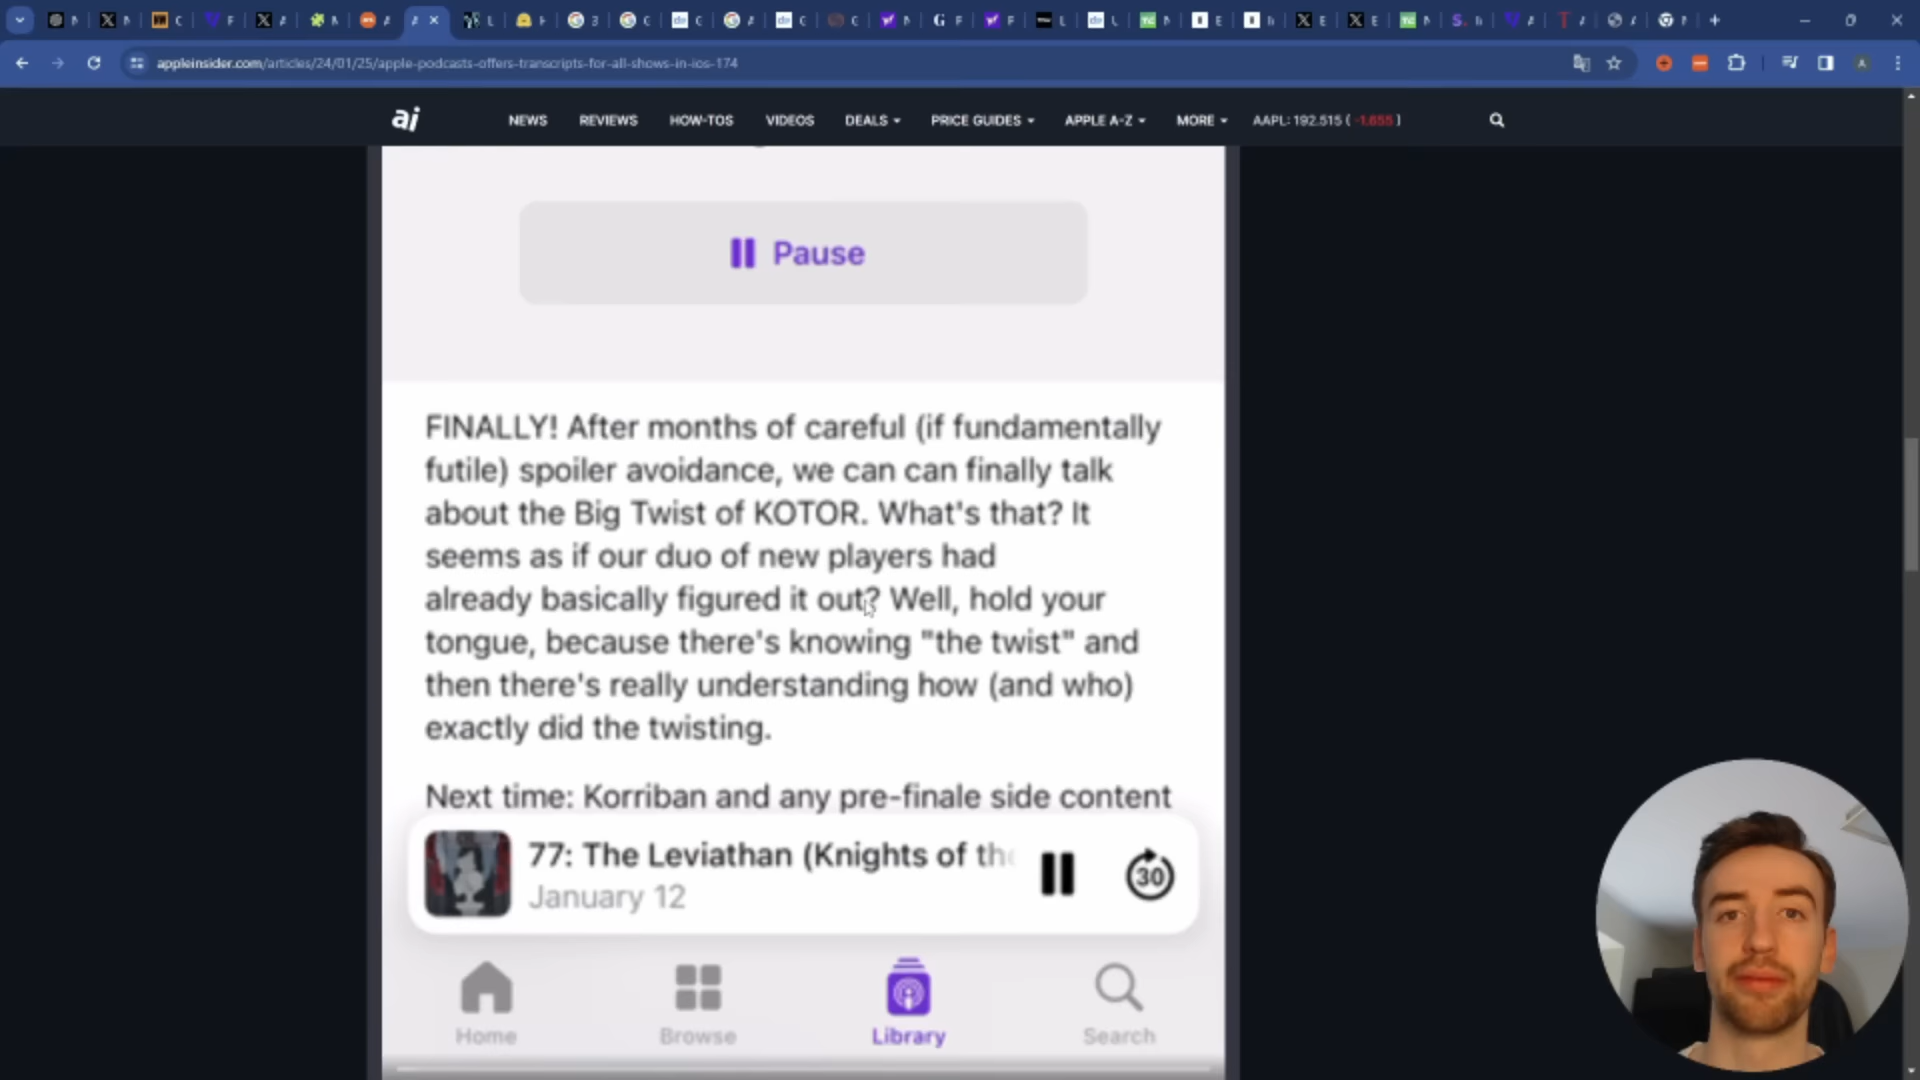 appleinsider.com/articles/24/01/25/apple-podcasts-offers-transcripts-for-all-shows-in-ios-174
ai NEWS REVIEWS HOW-TOS VIDEOS DEALS PRICE GUIDES APPLE A-Z MORE AAPL: 192.515 ( -1.655 )
Pause
FINALLY! After months of careful (if fundamentally
futile) spoiler avoidance, we can can finally talk
about the Big Twist of KOTOR. What's that? It
seems as if our duo of new players had
already basically figured it out? Well, hold your
tongue, because there's knowing "the twist" and
then there's really understanding how (and who)
exactly did the twisting.
Next time: Korriban and any pre-finale side content
77: The Leviathan (Knights of the
January 12
30
Home Browse Library Search